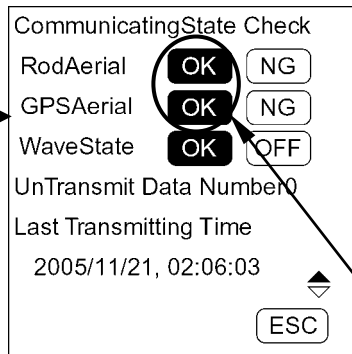 CommunicatingState Check
RodAerial OK NG
GPSAerial OK NG
WaveState OK OFF
UnTransmit Data Number0
Last Transmitting Time
2005/11/21, 02:06:03
ESC